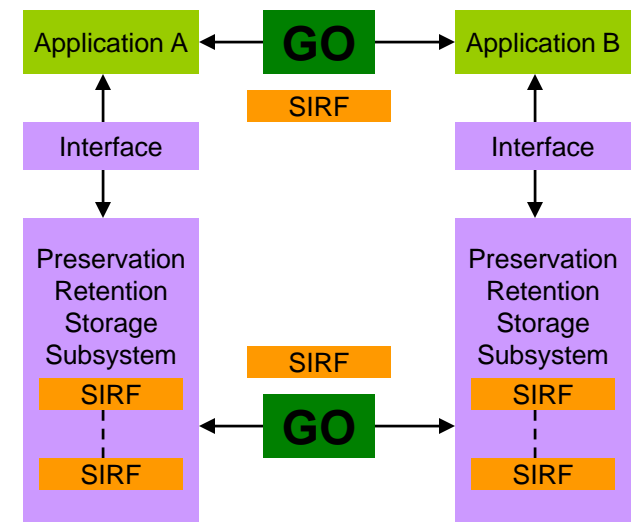 Application A
GO
Application B
SIRF
Interface
Interface
Preservation
Retention
Storage
Subsystem
SIRF
SIRF
SIRF
GO
Preservation
Retention
Storage
Subsystem
SIRF
SIRF